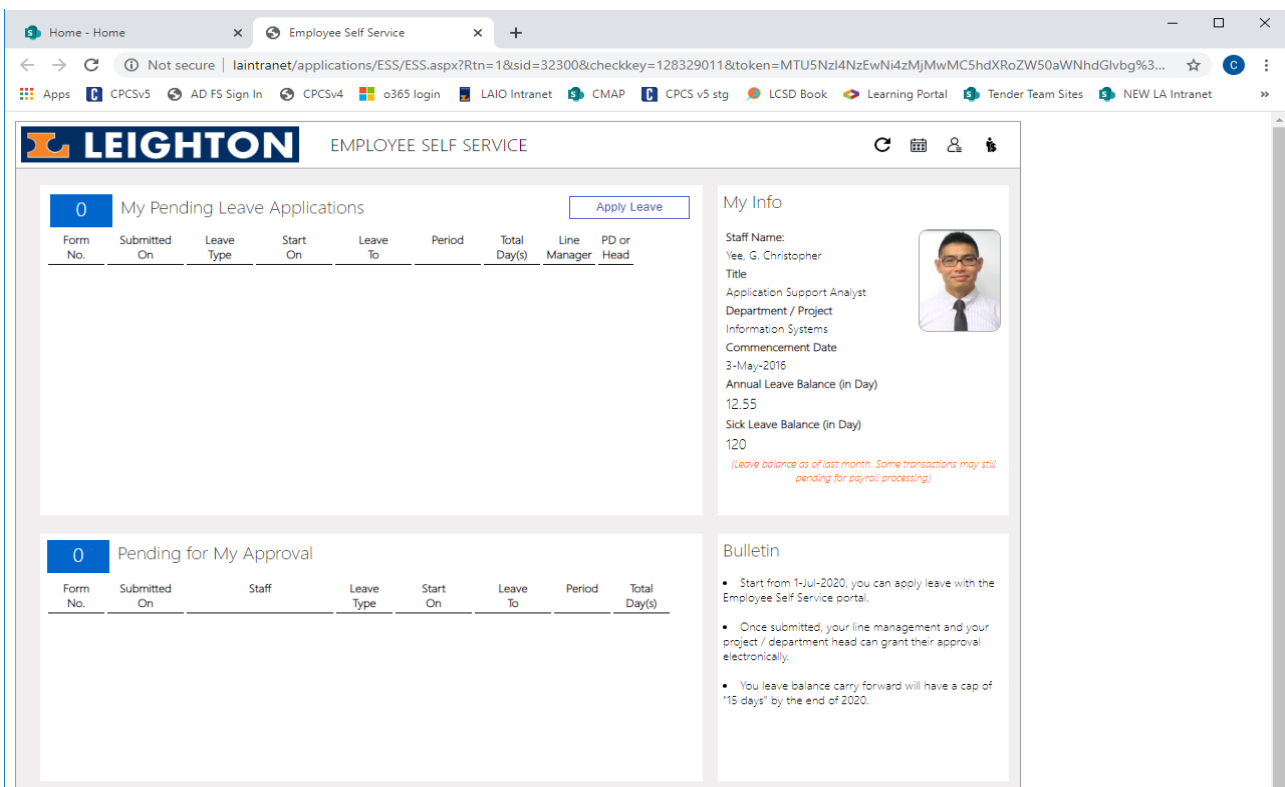 Home - Home
Employee Self Service
Not secure | laintranet/applications/ESS/ESS.aspx?Rtn=1&sid=32300&checkkey=128329011&token=MTU5NzI4NzEwNi4zMjMwMC5hdXRoZW50aWNhdGlvbg%3...
C
Apps CPCSv5 AD FS Sign In CPCSv4 o365 login LAIO Intranet CMAP CPCS v5 stg LCSD Book Learning Portal Tender Team Sites NEW LA Intranet »
LEIGHTON EMPLOYEE SELF SERVICE
0 My Pending Leave Applications Apply Leave
Form No. Submitted On Leave Type Start On Leave To Period Total Day(s) Line Manager PD or Head
My Info
Staff Name:
Yee, G. Christopher
Title
Application Support Analyst
Department / Project
Information Systems
Commencement Date
3-May-2016
Annual Leave Balance (in Day)
12.55
Sick Leave Balance (in Day)
120
(Leave balance as of last month. Some transactions may still
pending for payroll processing)
0 Pending for My Approval
Form No. Submitted On Staff Leave Type Start On Leave To Period Total Day(s)
Bulletin
• Start from 1-Jul-2020, you can apply leave with the
Employee Self Service portal.
• Once submitted, your line management and your
project / department head can grant their approval
electronically.
• You leave balance carry forward will have a cap of
"15 days" by the end of 2020.